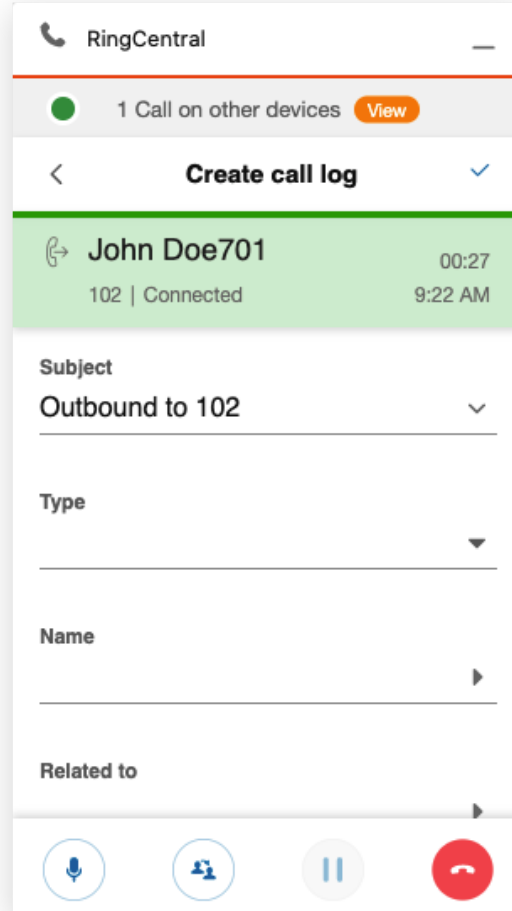 RingCentral
1 Call on other devices View
Create call log
John Doe701
00:27
102 | Connected
9:22 AM
Subject
Outbound to 102
Type
Name
Related to